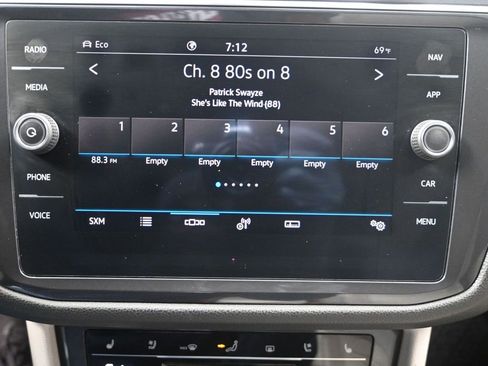 RADIO
MEDIA
PHONE
VOICE
Eco 7:12 69°F
< Ch. 8 80s on 8 >
Patrick Swayze
She's Like The Wind (88)
1 2 3 4 5 6
88.3 FM Empty Empty Empty Empty Empty
SXM
NAV
APP
CAR
MENU